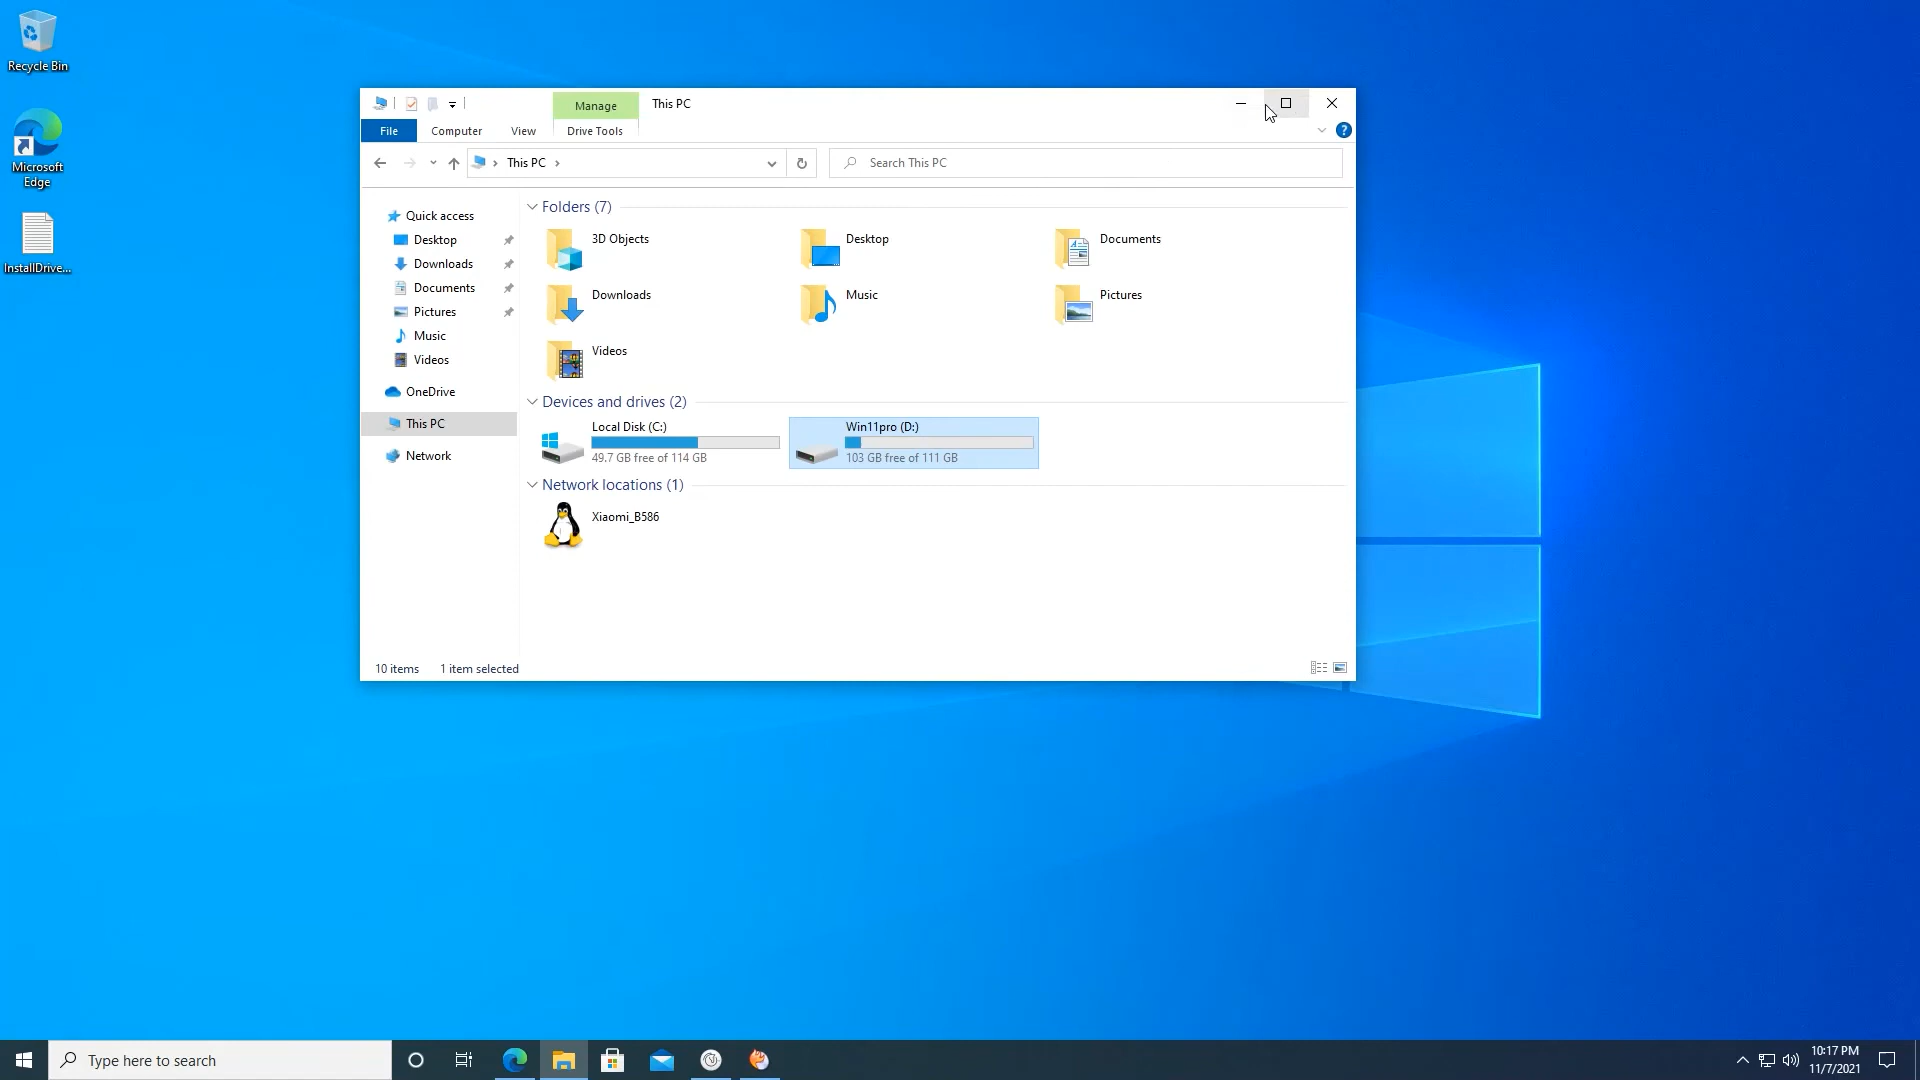 Recycle Bin
Microsoft
Edge
InstallDrive...
Manage
This PC
File
Computer
View
Drive Tools
This PC
Search This PC
Quick access
Desktop
Downloads
Documents
Pictures
Music
Videos
OneDrive
This PC
Network
Folders (7)
3D Objects
Desktop
Documents
Downloads
Music
Pictures
Videos
Devices and drives (2)
Local Disk (C:)
49.7 GB free of 114 GB
Win11pro (D:)
103 GB free of 111 GB
Network locations (1)
Xiaomi_B586
10 items
1 item selected
Type here to search
10:17 PM
11/7/2021